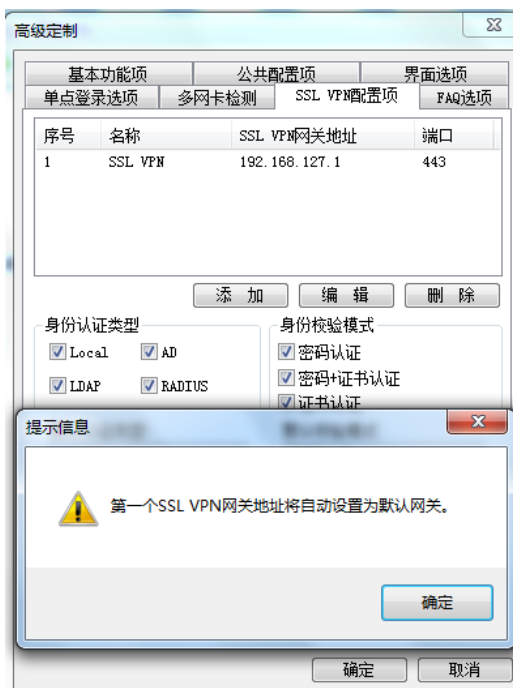 高级定制
基本功能项 公共配置项 界面选项
单点登录选项 多网卡检测 SSL VPN配置项 FAQ选项
序号 名称 SSL VPN网关地址 端口
1 SSL VPN 192.168.127.1 443
添 加 编 辑 删 除
身份认证类型 身份校验模式
Local AD 密码认证
LDAP RADIUS 密码+证书认证
证书认证
提示信息
第一个SSL VPN网关地址将自动设置为默认网关。
确定
确定 取消